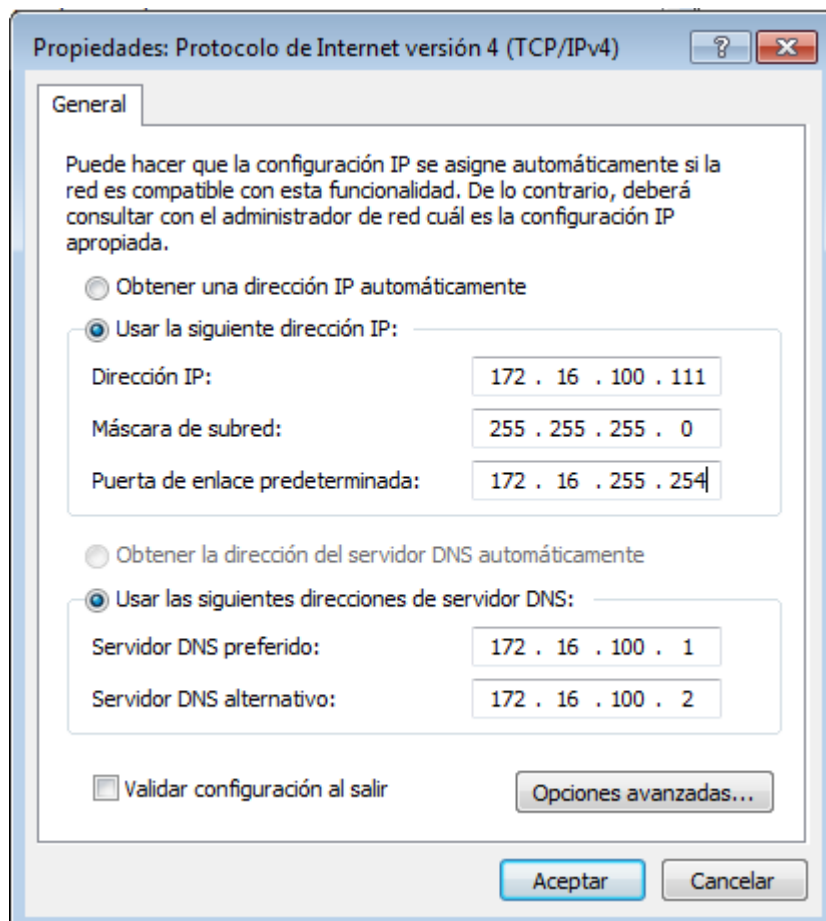 Propiedades: Protocolo de Internet versión 4 (TCP/IPv4)
General
Puede hacer que la configuración IP se asigne automáticamente si la
red es compatible con esta funcionalidad. De lo contrario, deberá
consultar con el administrador de red cuál es la configuración IP
apropiada.
Obtener una dirección IP automáticamente
Usar la siguiente dirección IP:
Dirección IP: 172 . 16 . 100 . 111
Máscara de subred: 255 . 255 . 255 . 0
Puerta de enlace predeterminada: 172 . 16 . 255 . 254
Obtener la dirección del servidor DNS automáticamente
Usar las siguientes direcciones de servidor DNS:
Servidor DNS preferido: 172 . 16 . 100 . 1
Servidor DNS alternativo: 172 . 16 . 100 . 2
Validar configuración al salir Opciones avanzadas...
Aceptar Cancelar